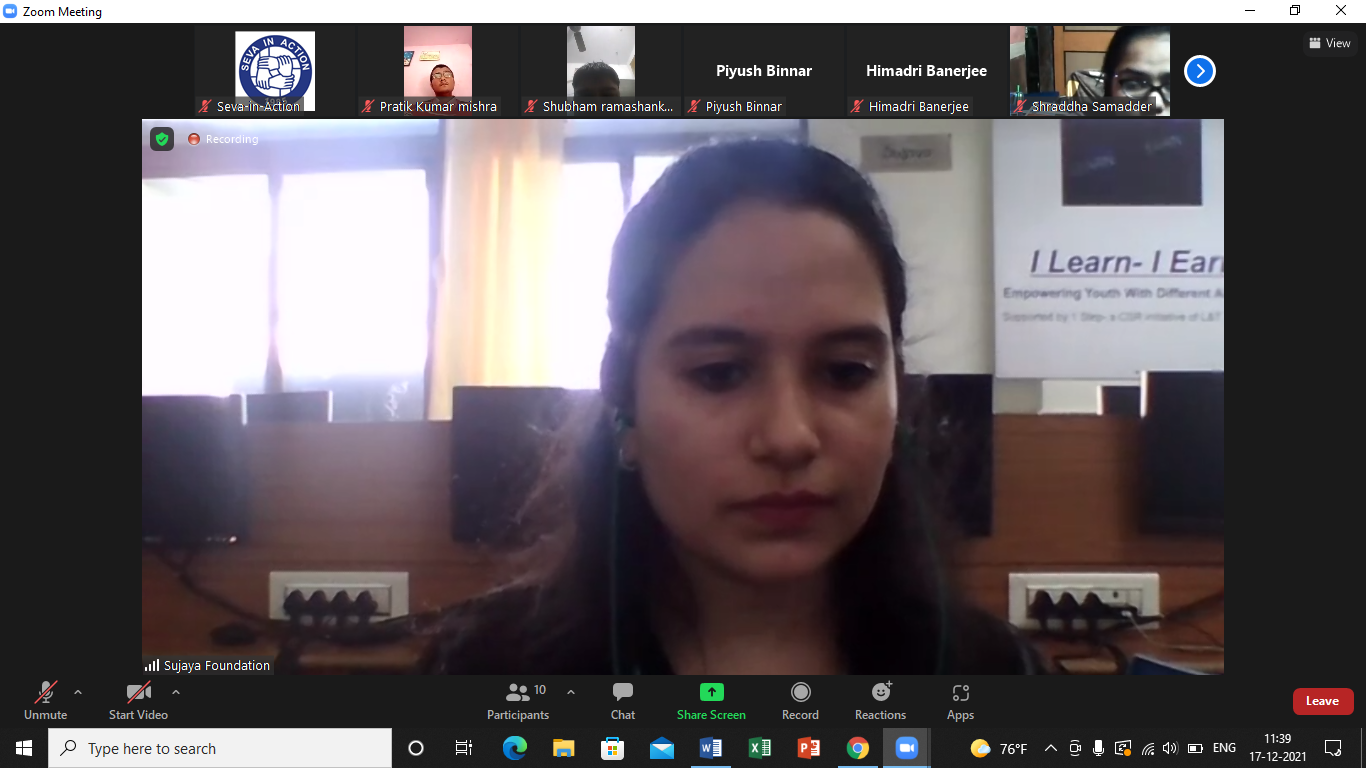 Zoom Meeting
SEVA IN ACTION
Piyush Binnar
Himadri Banerjee
View
Seva-in-Action
Pratik Kumar mishra
Shubham ramashank...
Piyush Binnar
Himadri Banerjee
Shraddha Samadder
Recording
I Learn- I Ear
Empowering Youth With Different A
Supported by 1 Step- a CSR initiative of L&T
Sujaya Foundation
10
Unmute
Start Video
Participants
Chat
Share Screen
Record
Reactions
Apps
Leave
Type here to search
76°F
ENG
11:39
17-12-2021